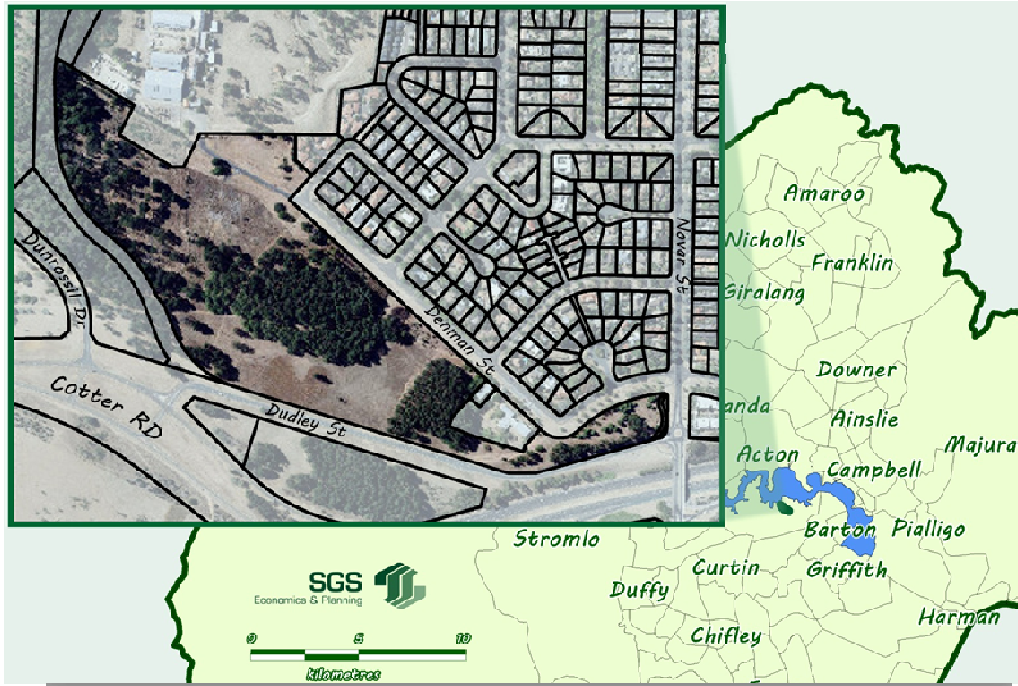 Dunrossil Dr
Cotter RD
Dudley St
Denman St
Novar St
Amaroo
Nicholls
Franklin
Giralang
Downer
anda
Ainslie
Majura
Acton
Campbell
Stromlo
Barton
Pialligo
Curtin
Griffith
Duffy
Harman
Chifley
SGS
Economics & Planning
0 5 10
kilometres